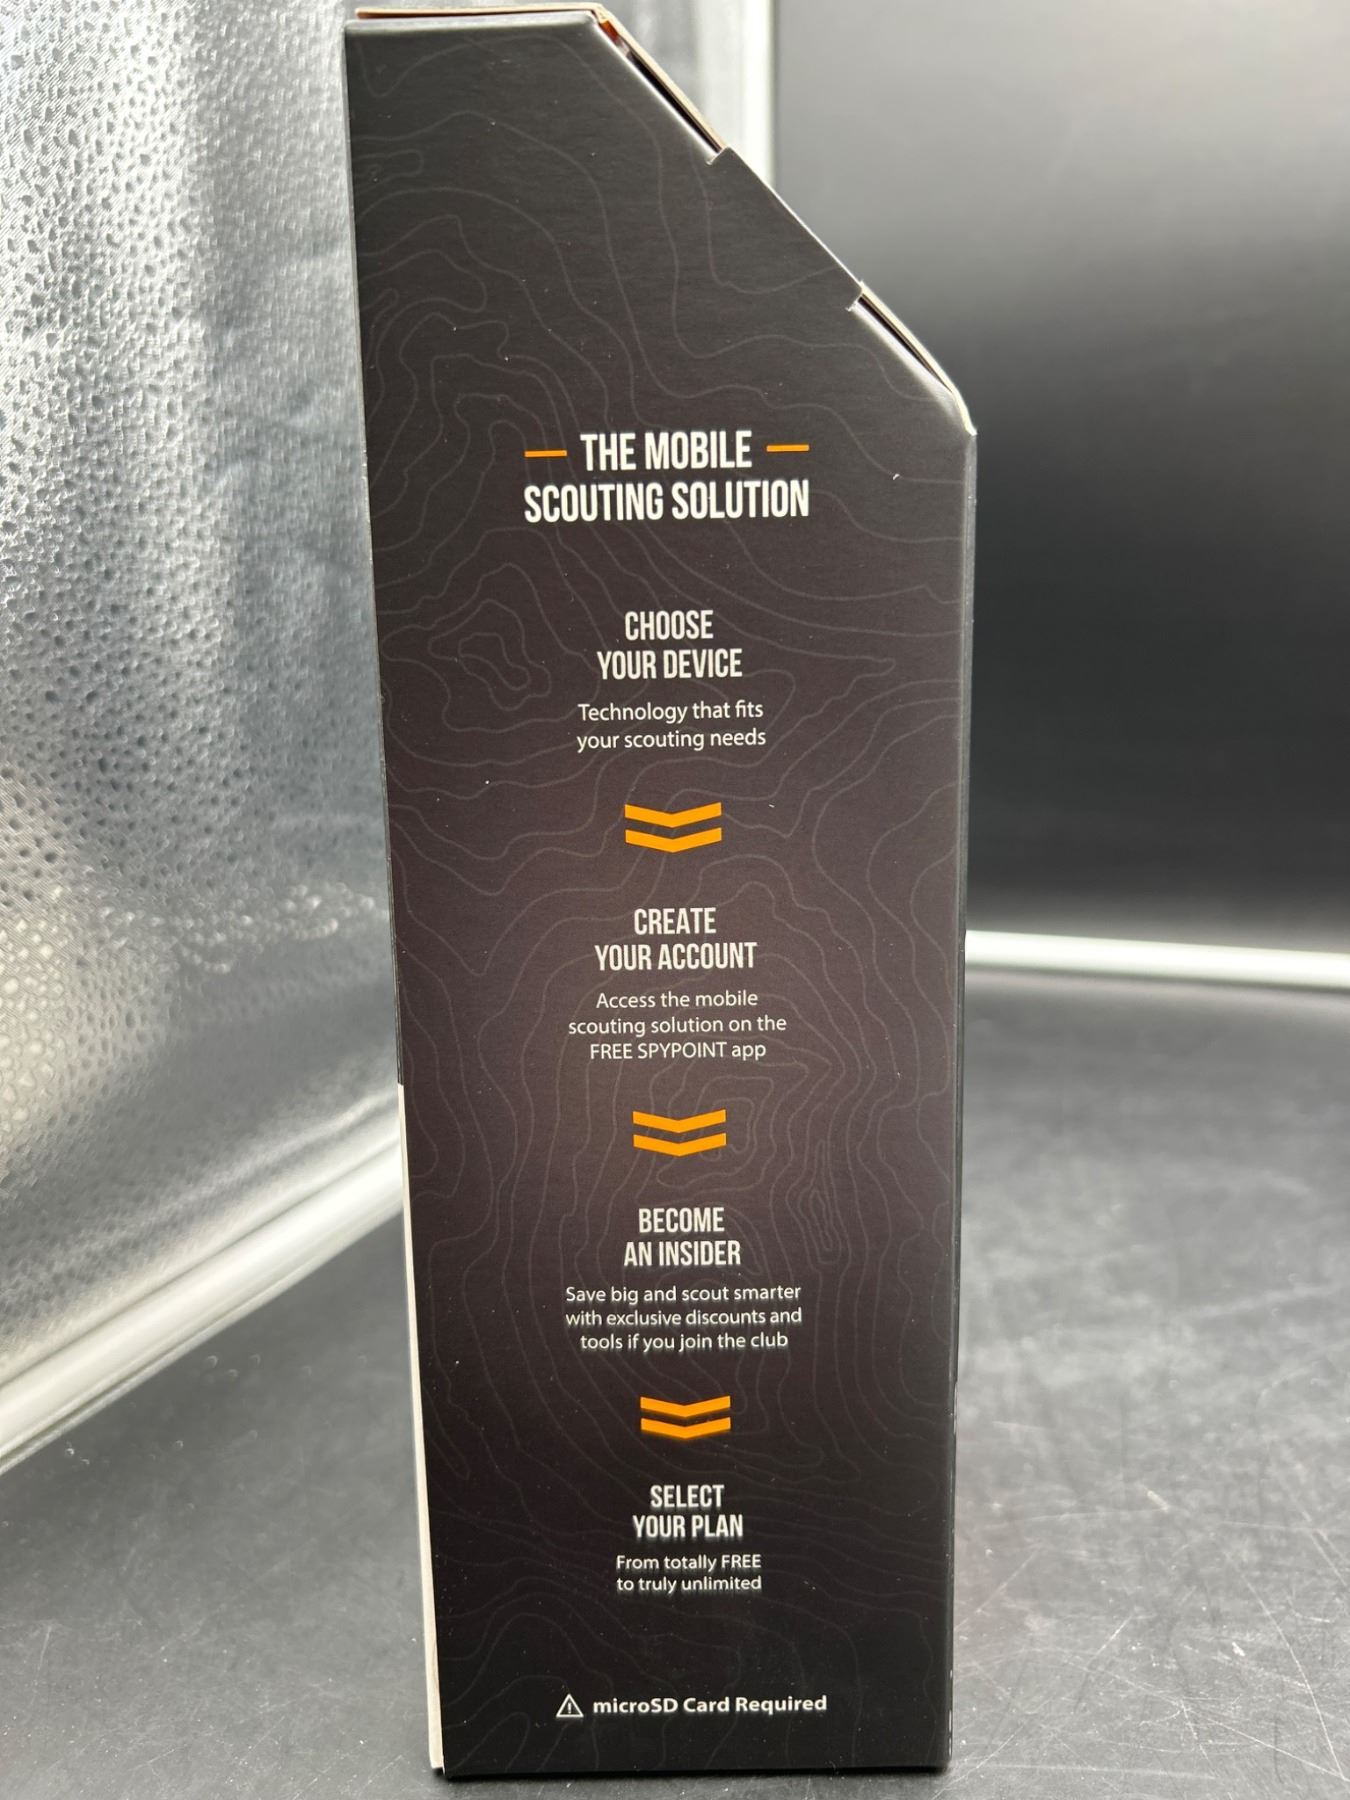 THE MOBILE
SCOUTING SOLUTION
CHOOSE
YOUR DEVICE
Technology that fits
your scouting needs
CREATE
YOUR ACCOUNT
Access the mobile
scouting solution on the
FREE SPYPOINT app
BECOME
AN INSIDER
Save big and scout smarter
with exclusive discounts and
tools if you join the club
SELECT
YOUR PLAN
From totally FREE
to truly unlimited
microSD Card Required